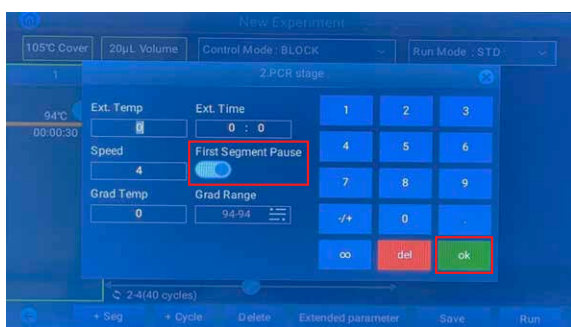 New Experiment
105℃ Cover
20μL Volume
Control Mode: BLOCK
Run Mode : STD
1
2.PCR stage
94℃
00:00:30
Ext. Temp
Ext. Time
0
0 : 0
Speed
First Segment Pause
4
Grad Temp
Grad Range
0
94-94
1 2 3
4 5 6
7 8 9
-/+ 0 .
∞ del ok
2-4(40 cycles)
+ Seg
+ Cycle
Delete
Extended parameter
Save
Run